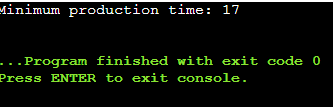 Minimum production time: 17
...Program finished with exit code 0
Press ENTER to exit console.